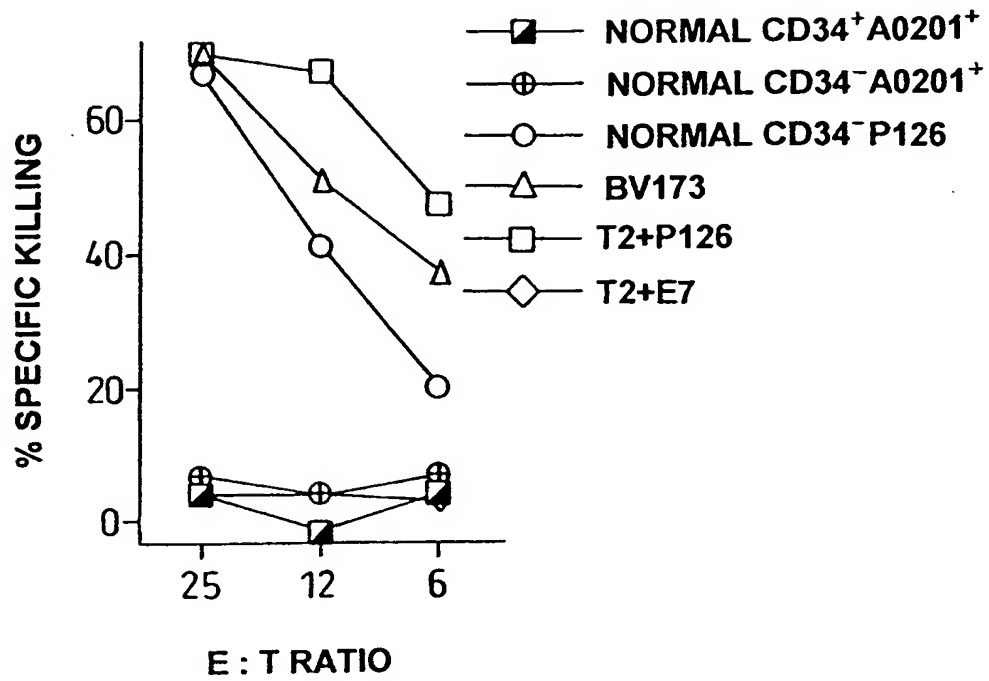 NORMAL CD34⁺A0201⁺
NORMAL CD34⁻A0201⁺
NORMAL CD34⁻P126
BV173
T2+P126
T2+E7
% SPECIFIC KILLING
60
40
20
0
25 12 6
E : T RATIO